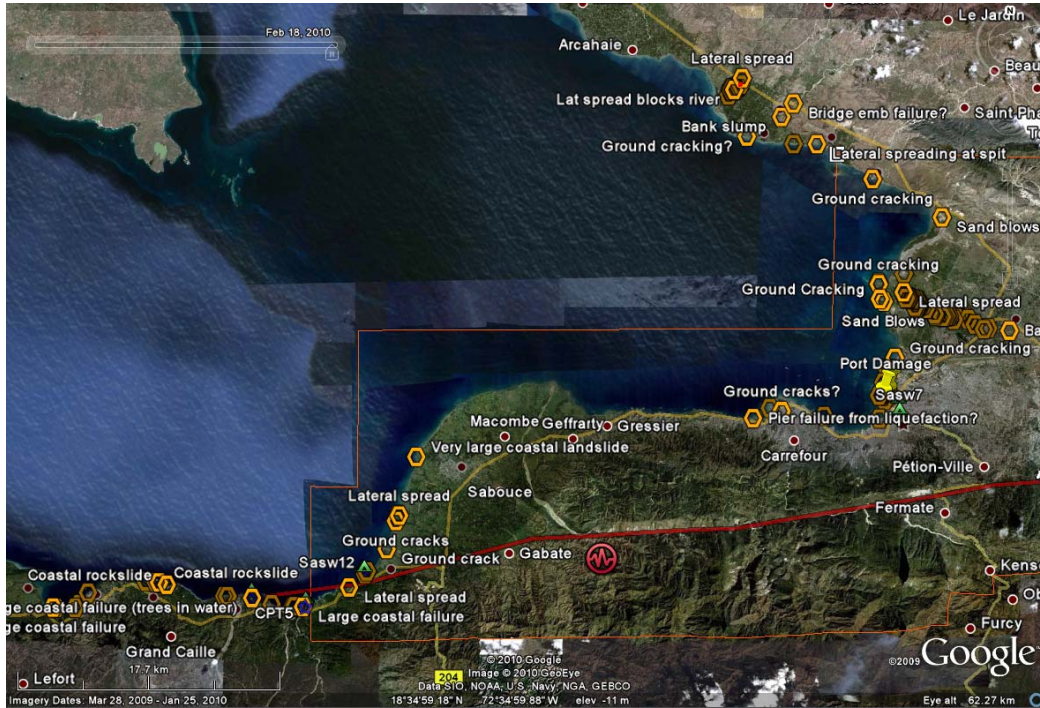 Feb 18, 2010
N
Le Jardin
Arcahaie
Lateral spread
Beau
Lat spread blocks river
Bridge emb failure?
Saint Pha
Bank slump
Ground cracking?
Lateral spreading at spit
Ground cracking
Sand blows
Ground cracking
Ground Cracking
Lateral spread
Sand Blows
Ba
Ground cracking
Port Damage
Ground cracks?
Sasw7
Macombe
Geffrarty
Gressier
Pier failure from liquefaction?
Very large coastal landslide
Carrefour
Pétion-Ville
Sabouce
Lateral spread
Fermate
Ground cracks
Gabate
Sasw12
Ground crack
Kensc
Coastal rockslide
Coastal rockslide
Lateral spread
Ob
ge coastal failure (trees in water)
CPT5
Large coastal failure
ge coastal failure
Furcy
Grand Caille
17.7 km
© 2010 Google
Image © 2010 GeoEye
©2009 Google
Lefort
204
Data SIO, NOAA, U.S. Navy, NGA, GEBCO
Imagery Dates: Mar 28, 2009 - Jan 25, 2010
18°34'59.18" N 72°34'59.88" W elev -11 m
Eye alt 62.27 km